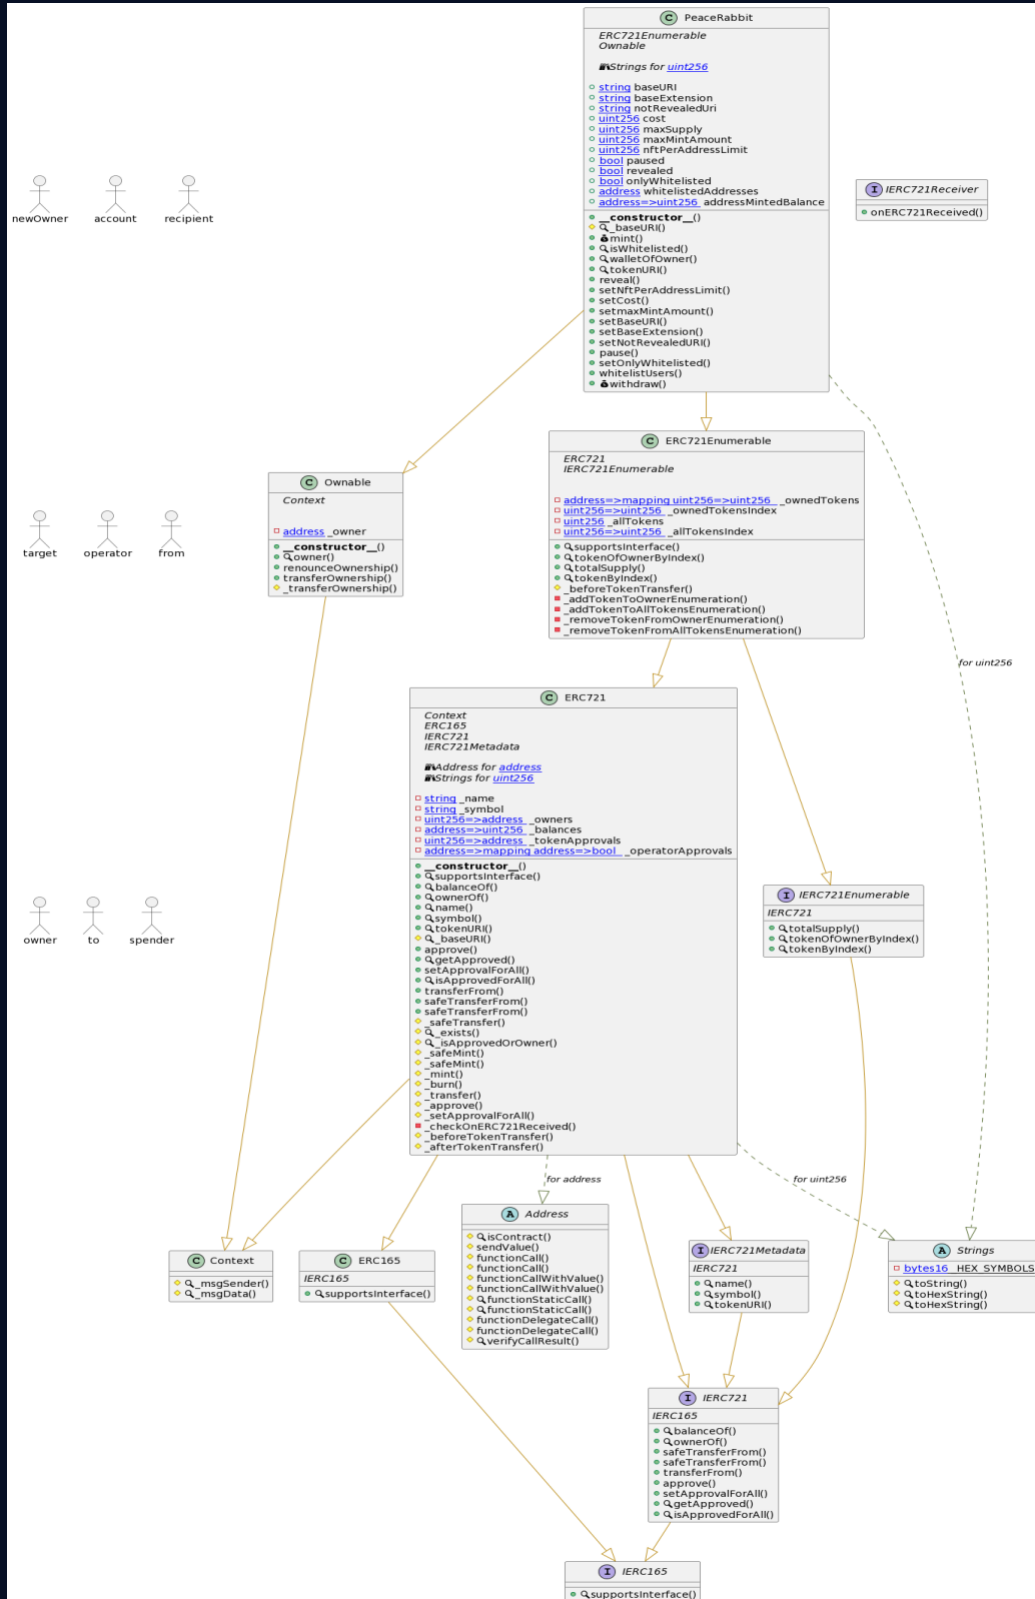 C PeaceRabbit
ERC721Enumerable
Ownable
Strings for uint256
string baseURI
string baseExtension
string notRevealedUri
uint256 cost
uint256 maxSupply
uint256 maxMintAmount
uint256 nftPerAddressLimit
bool paused
bool revealed
bool onlyWhitelisted
address whitelistedAddresses
address=>uint256 addressMintedBalance
__constructor__()
_baseURI()
mint()
isWhitelisted()
walletOfOwner()
tokenURI()
reveal()
setNftPerAddressLimit()
setCost()
setmaxMintAmount()
setBaseURI()
setBaseExtension()
setNotRevealedURI()
pause()
setOnlyWhitelisted()
whitelistUsers()
withdraw()
newOwner account recipient
I IERC721Receiver
onERC721Received()
C Ownable
Context
address _owner
__constructor__()
owner()
renounceOwnership()
transferOwnership()
_transferOwnership()
C ERC721Enumerable
ERC721
IERC721Enumerable
address=>mapping uint256=>uint256 _ownedTokens
uint256=>uint256 _ownedTokensIndex
uint256 _allTokens
uint256=>uint256 _allTokensIndex
supportsInterface()
tokenOfOwnerByIndex()
totalSupply()
tokenByIndex()
_beforeTokenTransfer()
_addTokenToOwnerEnumeration()
_addTokenToAllTokensEnumeration()
_removeTokenFromOwnerEnumeration()
_removeTokenFromAllTokensEnumeration()
target operator from
for uint256
C ERC721
Context
ERC165
IERC721
IERC721Metadata
Address for address
Strings for uint256
string _name
string _symbol
uint256=>address _owners
address=>uint256 _balances
uint256=>address _tokenApprovals
address=>mapping address=>bool _operatorApprovals
__constructor__()
supportsInterface()
balanceOf()
ownerOf()
name()
symbol()
tokenURI()
_baseURI()
approve()
getApproved()
setApprovalForAll()
isApprovedForAll()
transferFrom()
safeTransferFrom()
safeTransferFrom()
_safeTransfer()
_exists()
_isApprovedOrOwner()
_safeMint()
_safeMint()
_mint()
_burn()
_transfer()
_approve()
_setApprovalForAll()
_checkOnERC721Received()
_beforeTokenTransfer()
_afterTokenTransfer()
I IERC721Enumerable
IERC721
totalSupply()
tokenOfOwnerByIndex()
tokenByIndex()
owner to spender
for address
for uint256
C Context
_msgSender()
_msgData()
C ERC165
IERC165
supportsInterface()
A Address
isContract()
sendValue()
functionCall()
functionCall()
functionCallWithValue()
functionCallWithValue()
functionStaticCall()
functionStaticCall()
functionDelegateCall()
functionDelegateCall()
verifyCallResult()
I IERC721Metadata
IERC721
name()
symbol()
tokenURI()
A Strings
bytes16 _HEX_SYMBOLS
toString()
toHexString()
toHexString()
I IERC721
IERC165
balanceOf()
ownerOf()
safeTransferFrom()
safeTransferFrom()
transferFrom()
approve()
setApprovalForAll()
getApproved()
isApprovedForAll()
I IERC165
supportsInterface()